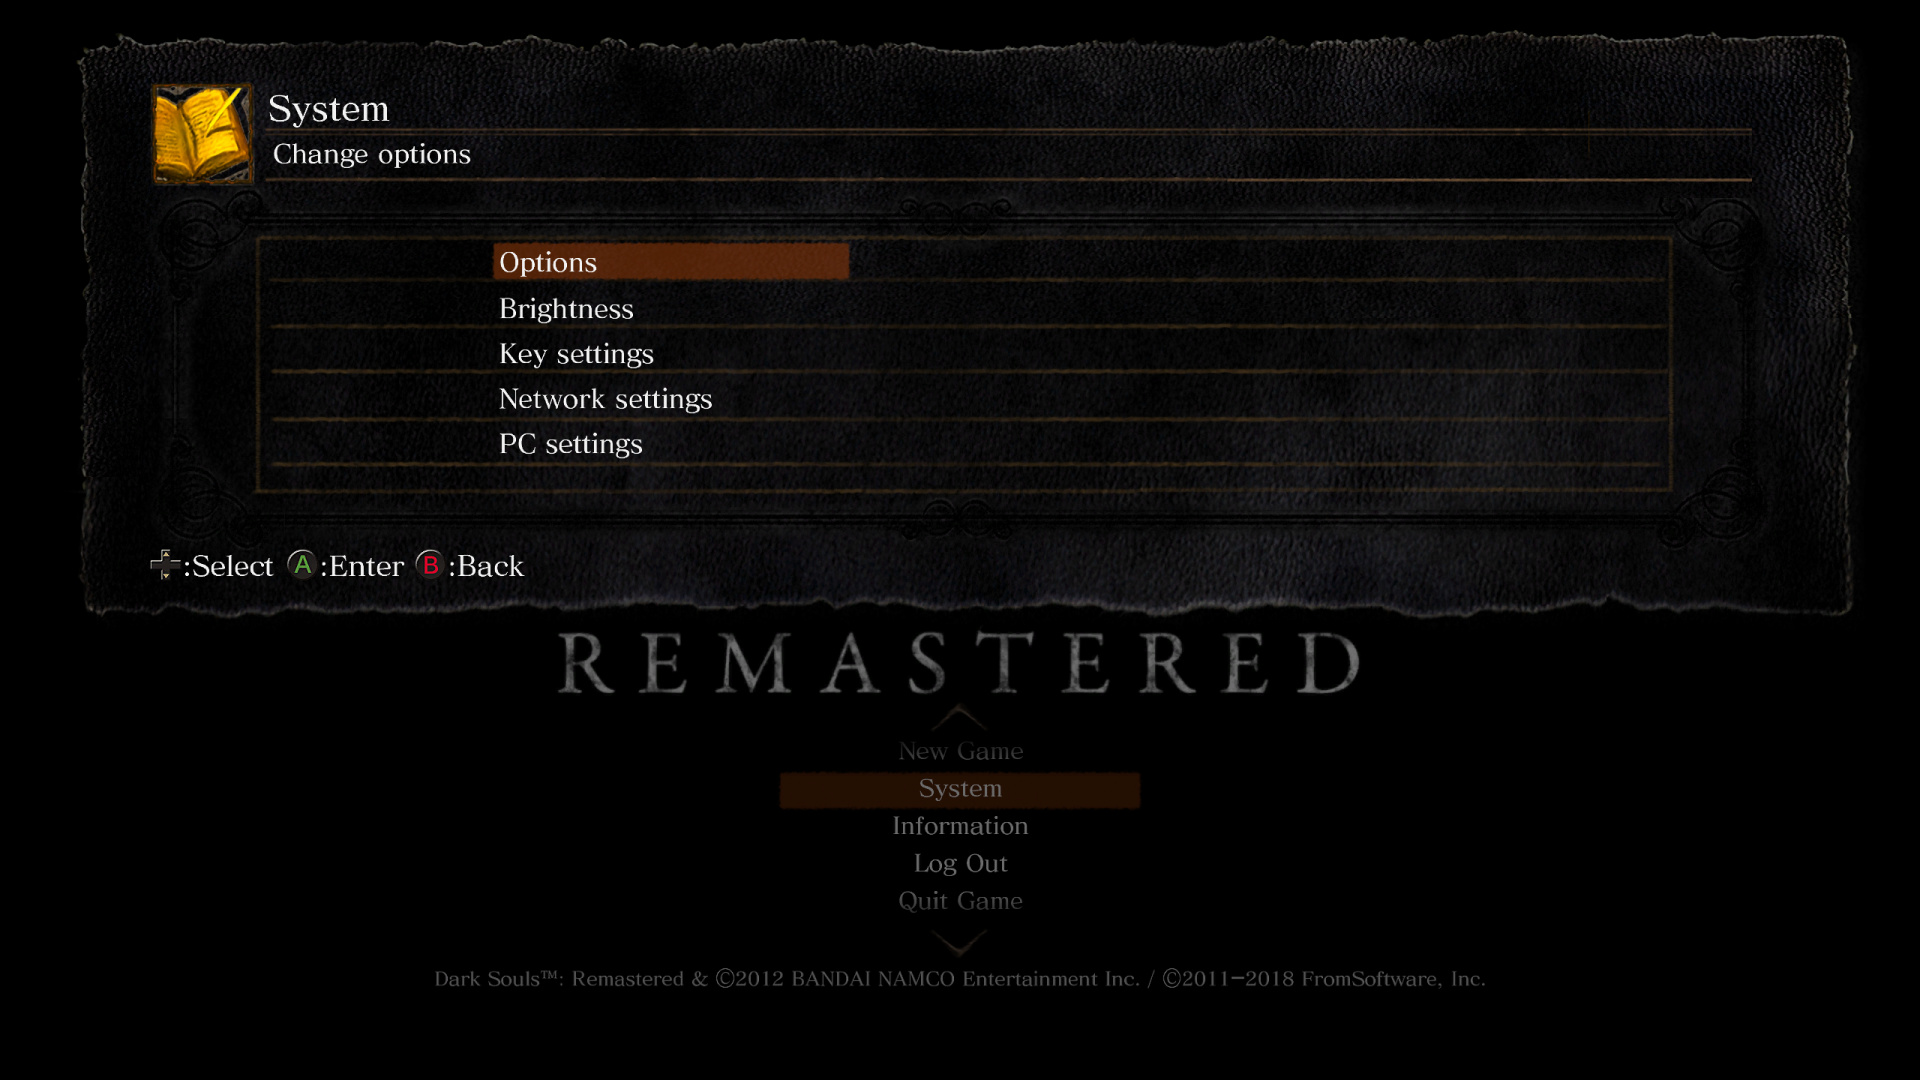 System
Change options
Options
Brightness
Key settings
Network settings
PC settings
:Select A :Enter B :Back
REMASTERED
New Game
System
Information
Log Out
Quit Game
Dark Souls™: Remastered & ©2012 BANDAI NAMCO Entertainment Inc. / ©2011–2018 FromSoftware, Inc.